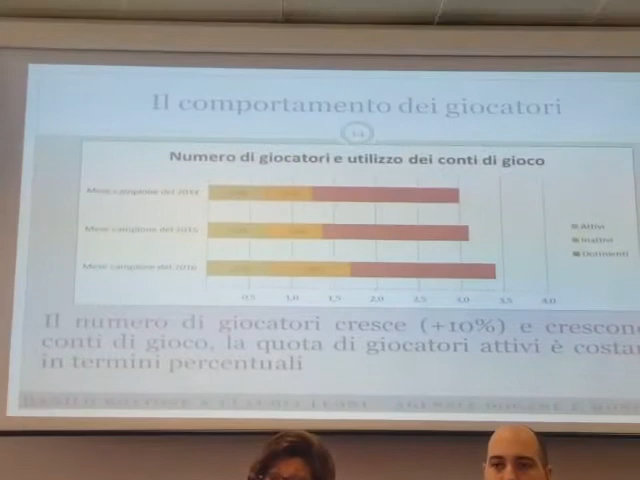 Il comportamento dei giocatori
14
Numero di giocatori e utilizzo dei conti di gioco
Mese campione del 2014
Mese campione del 2015
Mese campione del 2016
Attivi
Inattivi
Dormienti
0,5 1,0 1,5 2,0 2,5 3,0 3,5 4,0
Il numero di giocatori cresce (+10%) e crescon
conti di gioco, la quota di giocatori attivi è costa
in termini percentuali